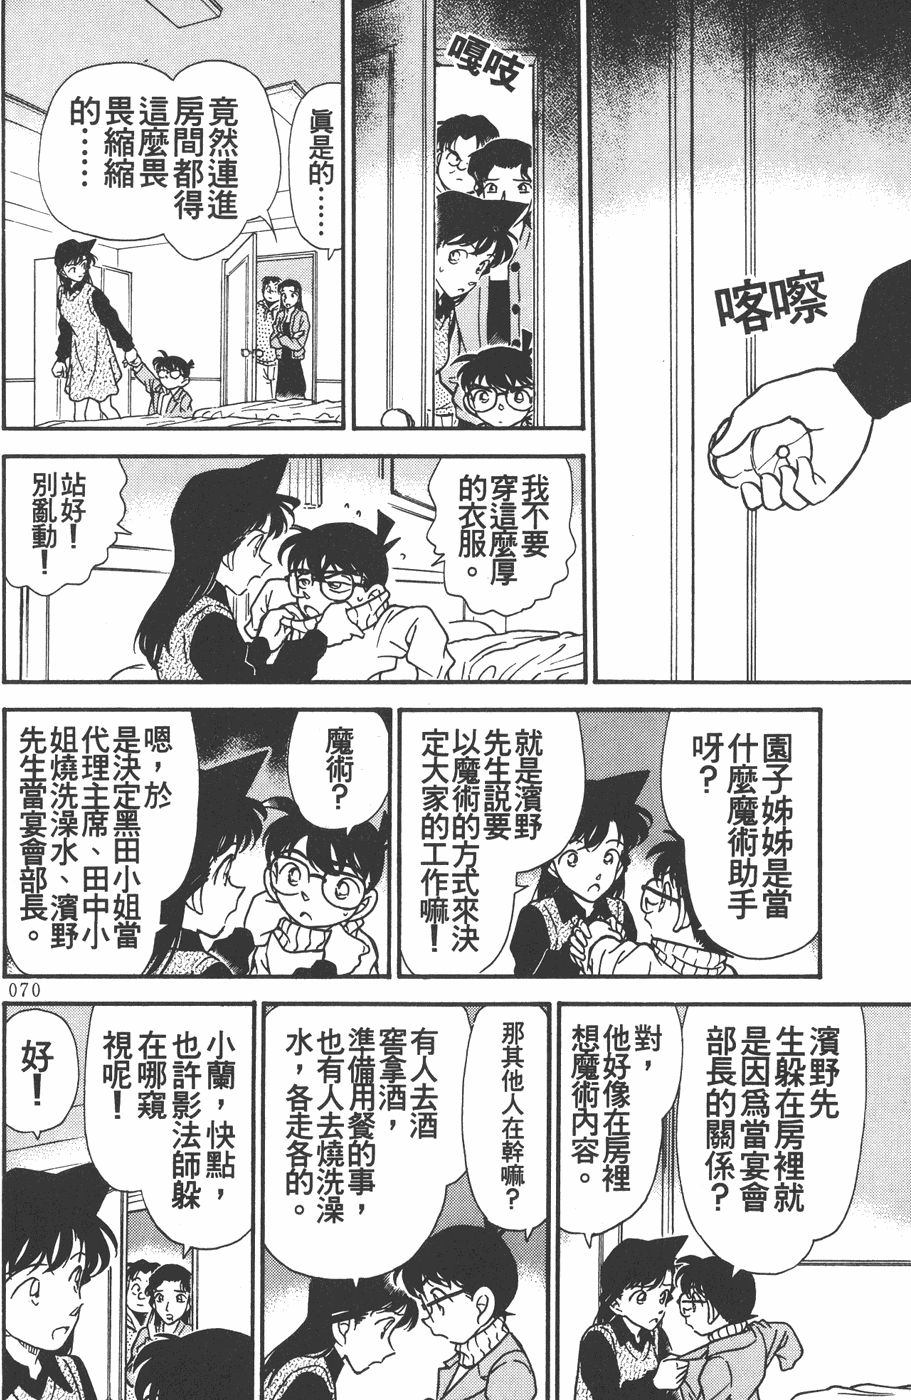 喀嚓
嘎吱
眞是的……
竟然連進
房間都得
這麼畏
畏縮縮
的……
我不要
穿這麼厚
的衣服。
站好！
別亂動！
園子姊姊是當
什麼魔術助手
呀？
就是濱野
先生説要
以魔術的方式來決
定大家的工作嘛！
魔術？
嗯，於
是決定黑田小姐當
代理主席、田中小
姐燒洗澡水、濱野
先生當宴會部長。
070
濱野先
生躲在房裡就
是因爲當宴會
部長的關係？
對，
他好像在房裡
想魔術內容。
那其他人在幹嘛？
有人去酒
窖拿酒，
準備用餐的事，
也有人去燒洗澡
水，各走各的。
小蘭，快點，
也許影法師躲
在哪窺
視呢！
好！